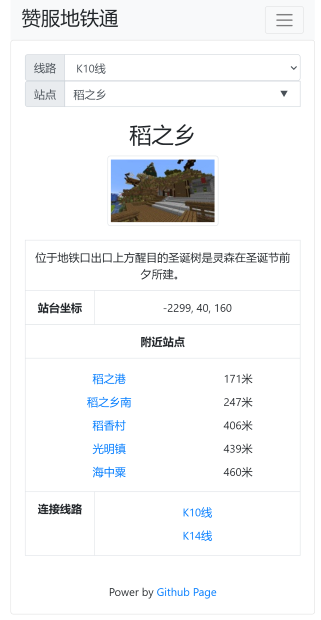 赞服地铁通
线路 K10线
站点 稻之乡
稻之乡
位于地铁口出口上方醒目的圣诞树是灵森在圣诞节前
夕所建。
站台坐标 -2299, 40, 160
附近站点
稻之港 171米
稻之乡南 247米
稻香村 406米
光明镇 439米
海中粟 460米
连接线路 K10线
K14线
Power by Github Page